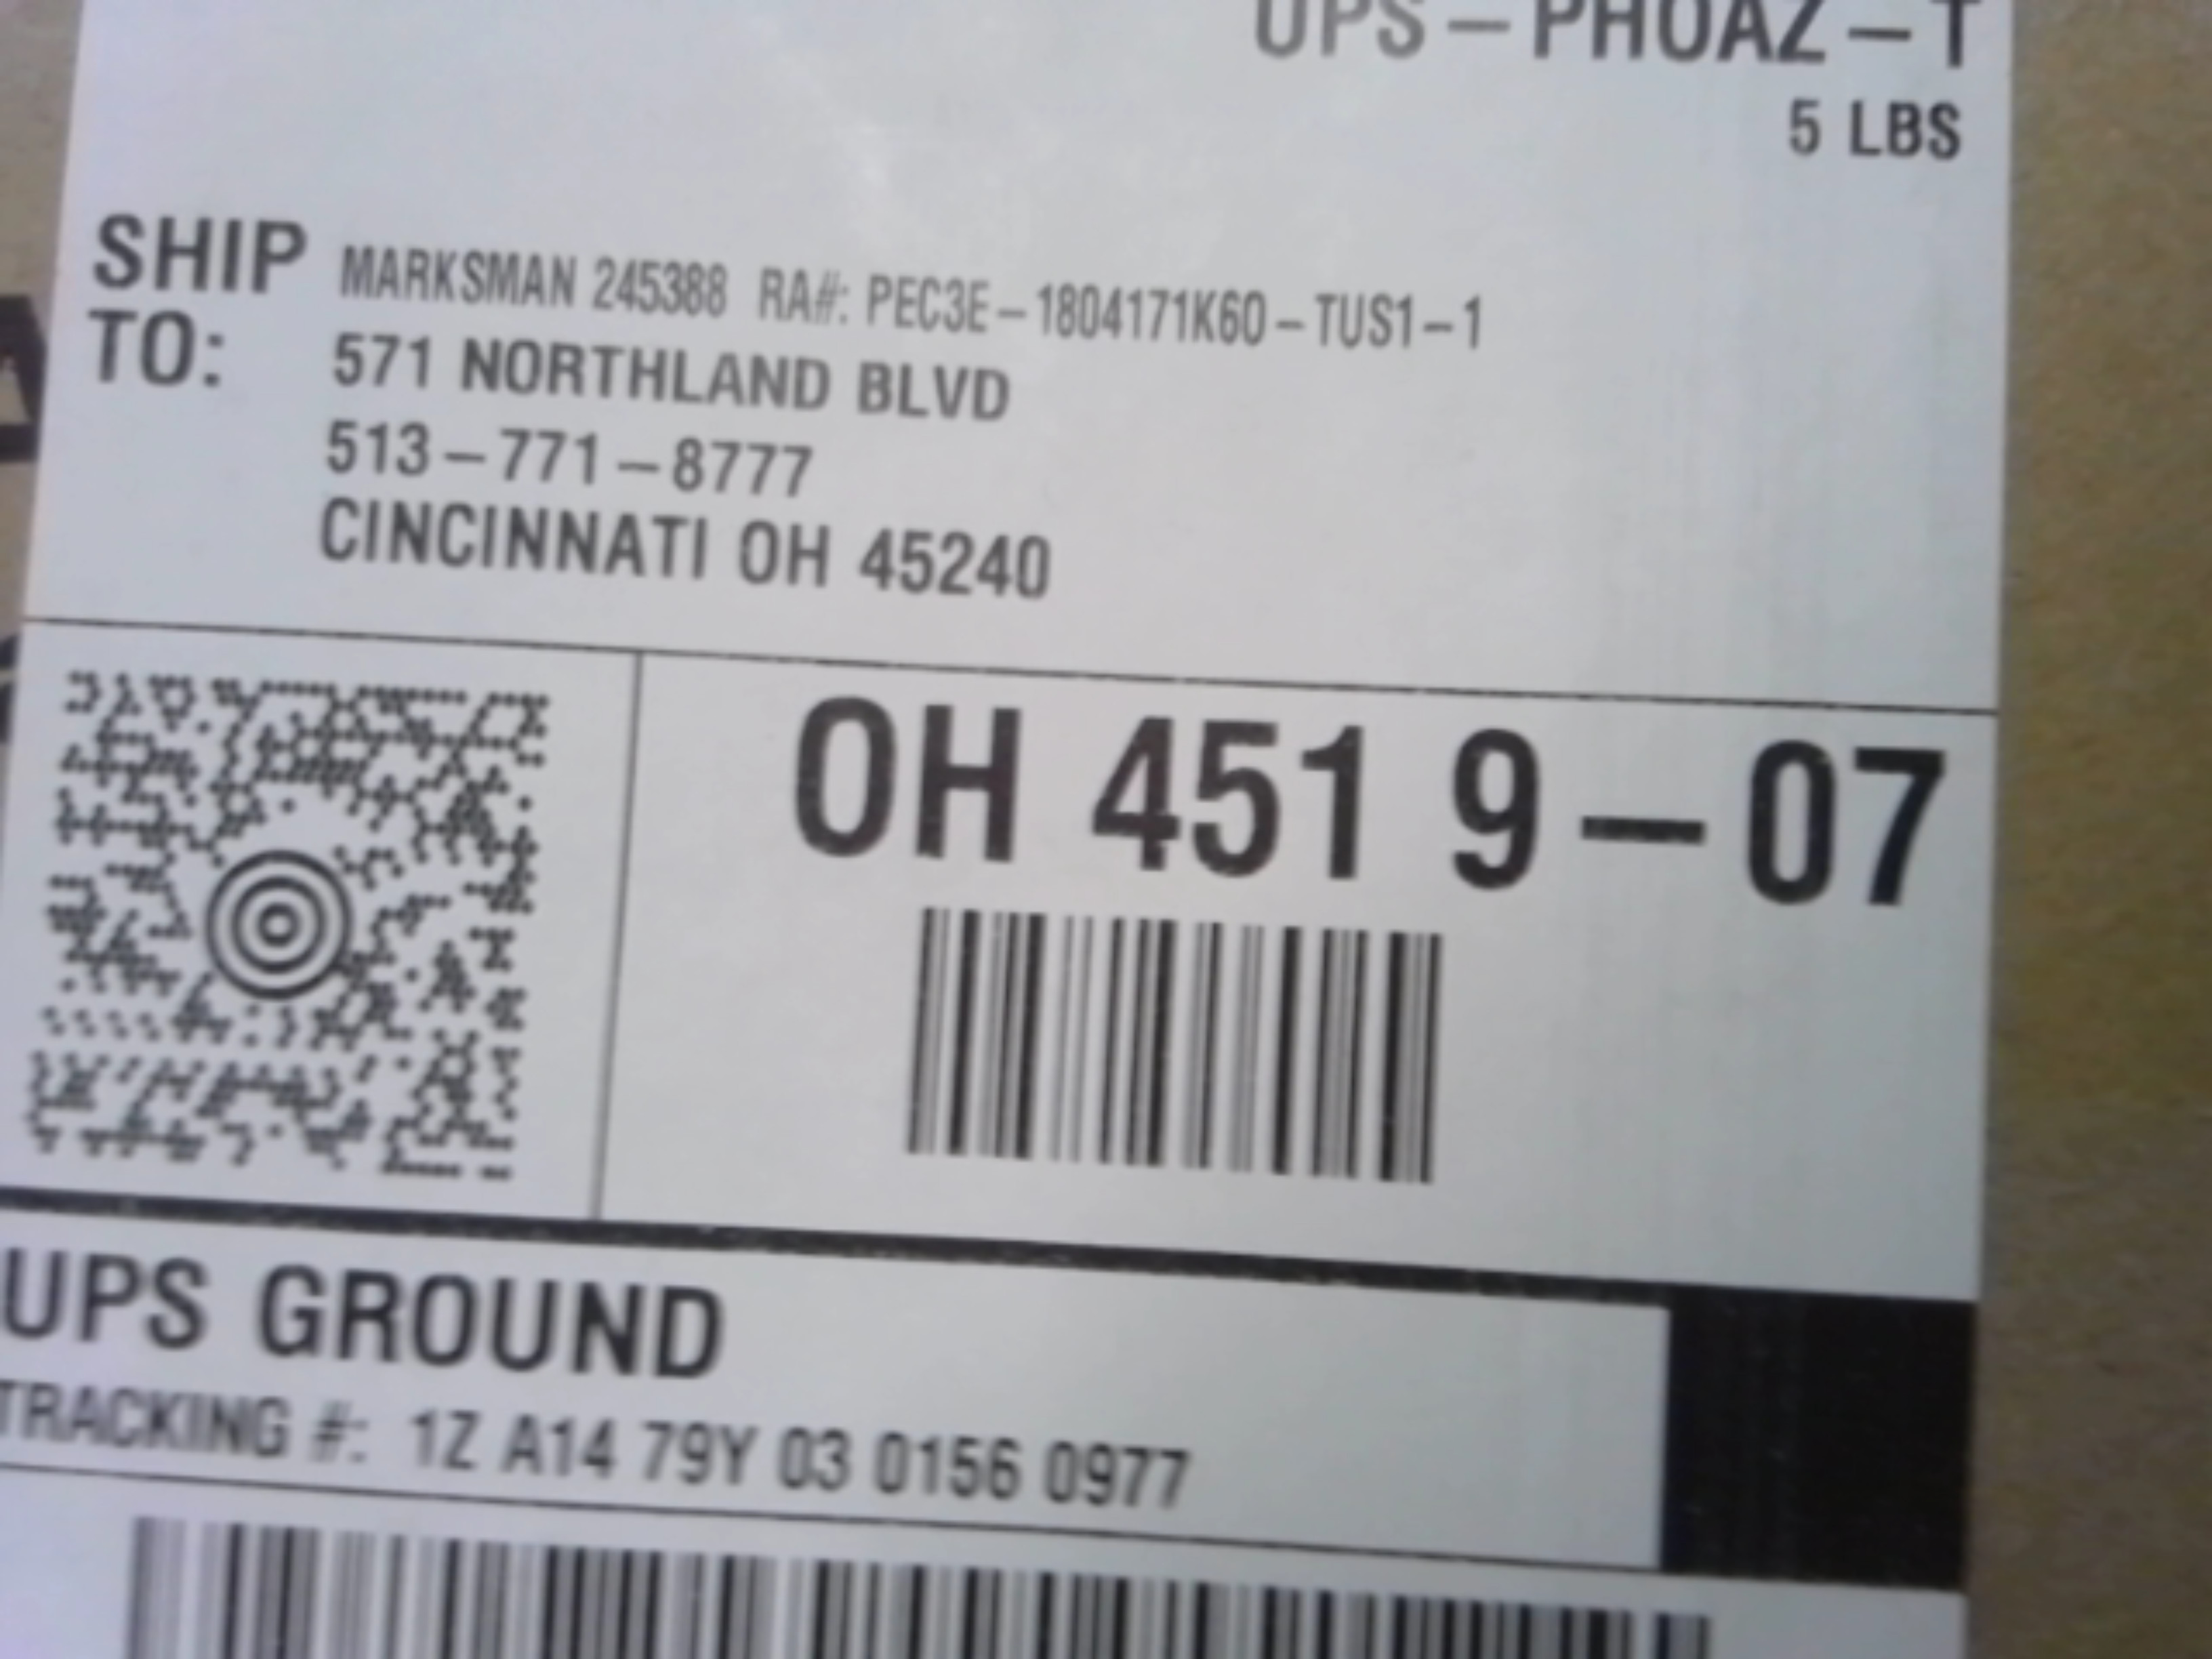 UPS-PHOAZ-T
5 LBS
SHIP TO:
MARKSMAN 245388 RA#: PEC3E-1804171K60-TUS1-1
571 NORTHLAND BLVD
513-771-8777
CINCINNATI OH 45240
OH 451 9-07
UPS GROUND
TRACKING #: 1Z A14 79Y 03 0156 0977